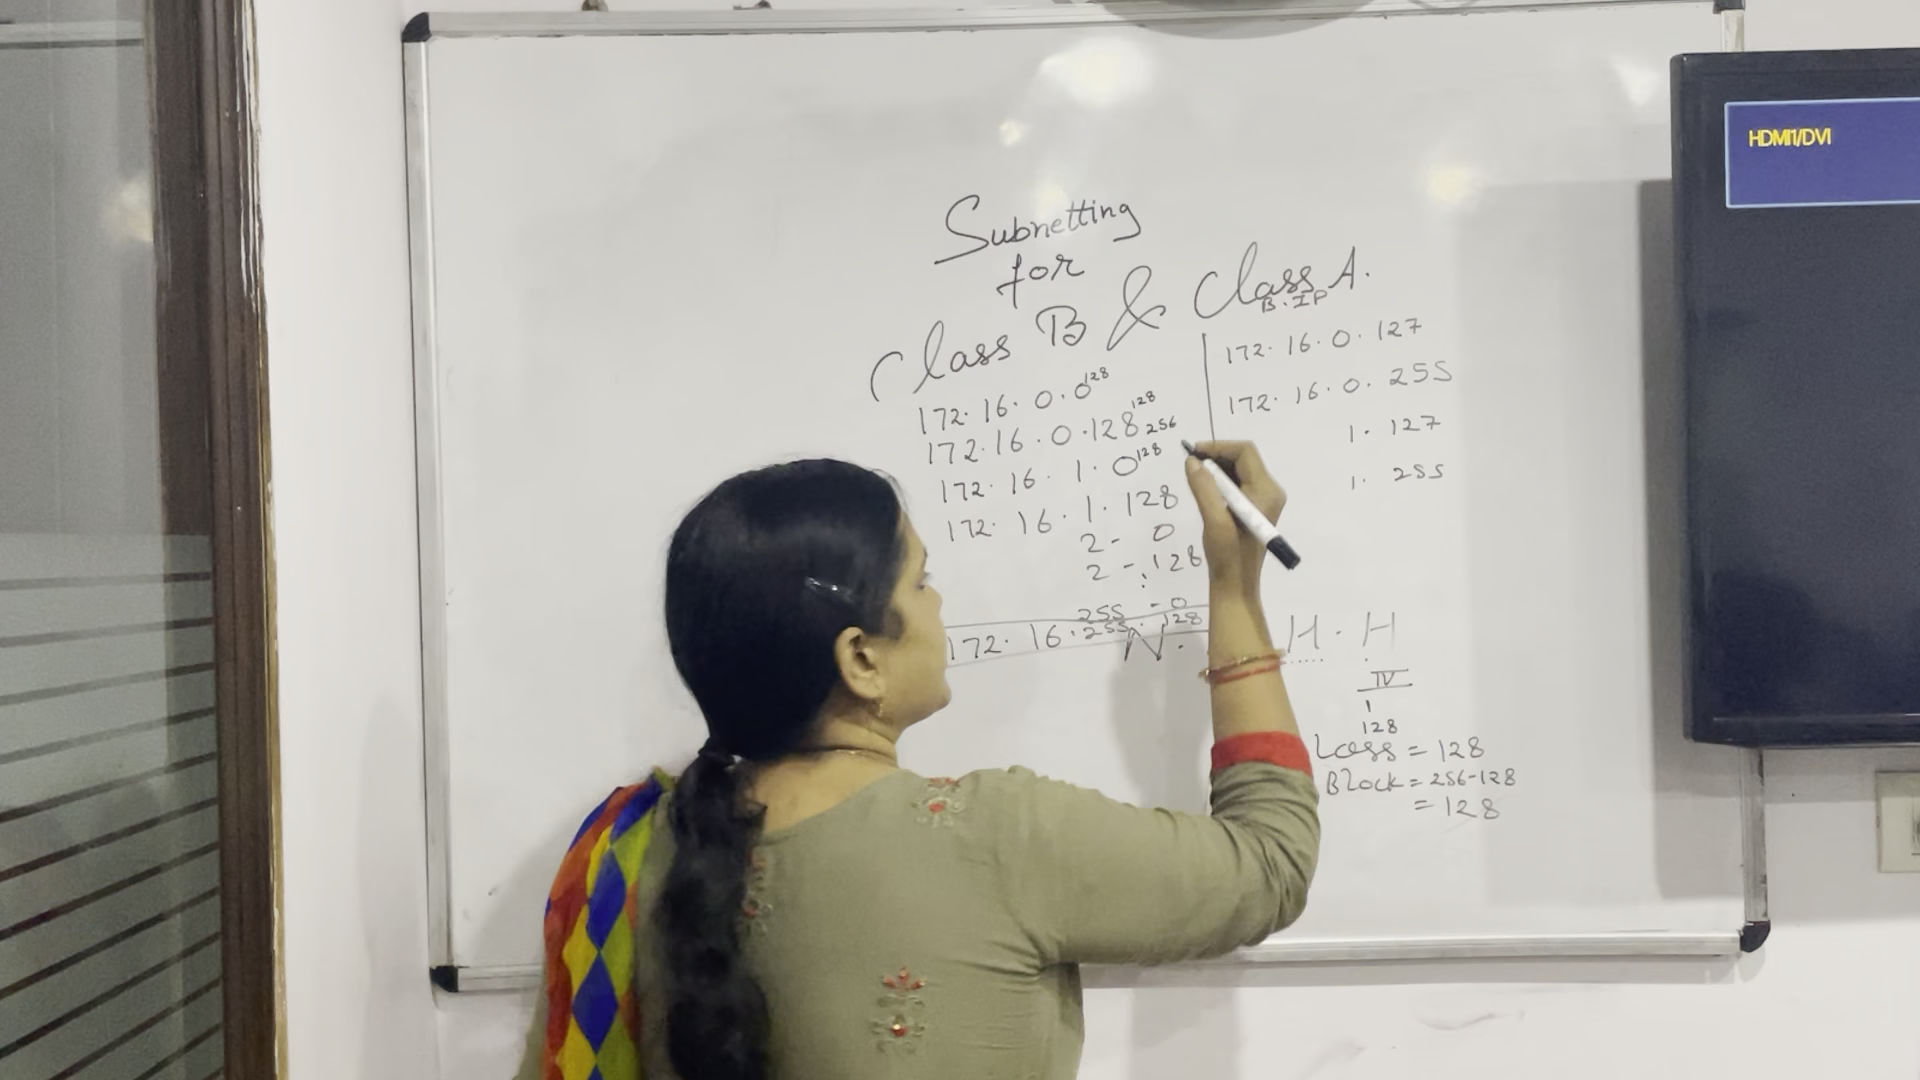 Subnetting
for
Class B & Class A.
B. IP
172. 16. 0. 0 128
172. 16. 0. 128 128
256
172. 16. 1. 0 128
172. 16. 1. 128
2 - 0
2 - 128
:
255 - 0
172. 16. 255. 128
172. 16. 0. 127
172. 16. 0. 255
1. 127
1. 255
N. H. H
IV
1
128
Loss = 128
Block = 256-128
= 128
HDMI1/DVI